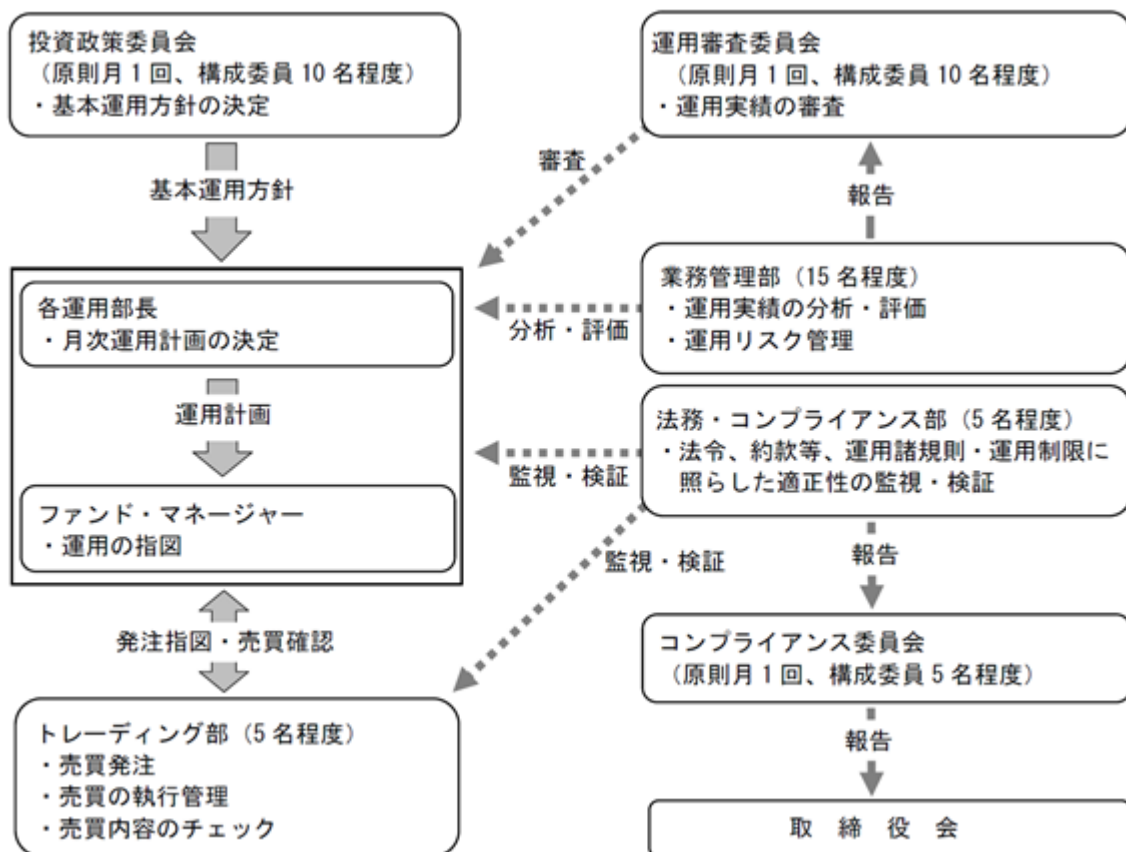 投資政策委員会
（原則月1回、構成委員10名程度）
・基本運用方針の決定
基本運用方針
各運用部長
・月次運用計画の決定
運用計画
ファンド・マネージャー
・運用の指図
発注指図・売買確認
トレーディング部（5名程度）
・売買発注
・売買の執行管理
・売買内容のチェック
運用審査委員会
（原則月1回、構成委員10名程度）
・運用実績の審査
審査
報告
業務管理部（15名程度）
・運用実績の分析・評価
・運用リスク管理
分析・評価
法務・コンプライアンス部（5名程度）
・法令、約款等、運用諸規則・運用制限に
照らした適正性の監視・検証
監視・検証
監視・検証
報告
コンプライアンス委員会
（原則月1回、構成委員5名程度）
報告
取締役会